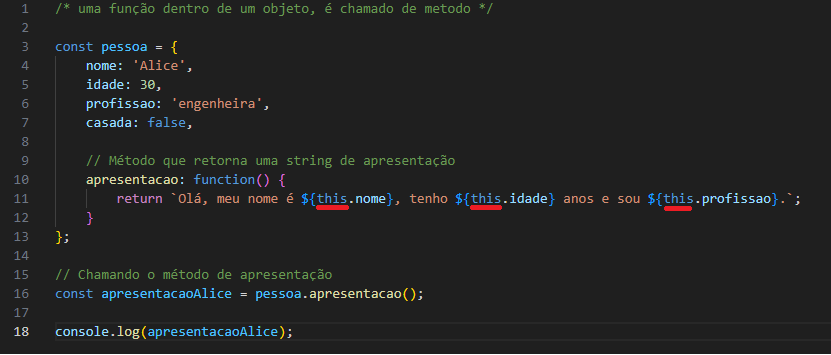 1 /* uma função dentro de um objeto, é chamado de metodo */
2
3 const pessoa = {
4     nome: 'Alice',
5     idade: 30,
6     profissao: 'engenheira',
7     casada: false,
8
9     // Método que retorna uma string de apresentação
10     apresentacao: function() {
11         return `Olá, meu nome é ${this.nome}, tenho ${this.idade} anos e sou ${this.profissao}.`;
12     }
13 };
14
15 // Chamando o método de apresentação
16 const apresentacaoAlice = pessoa.apresentacao();
17
18 console.log(apresentacaoAlice);